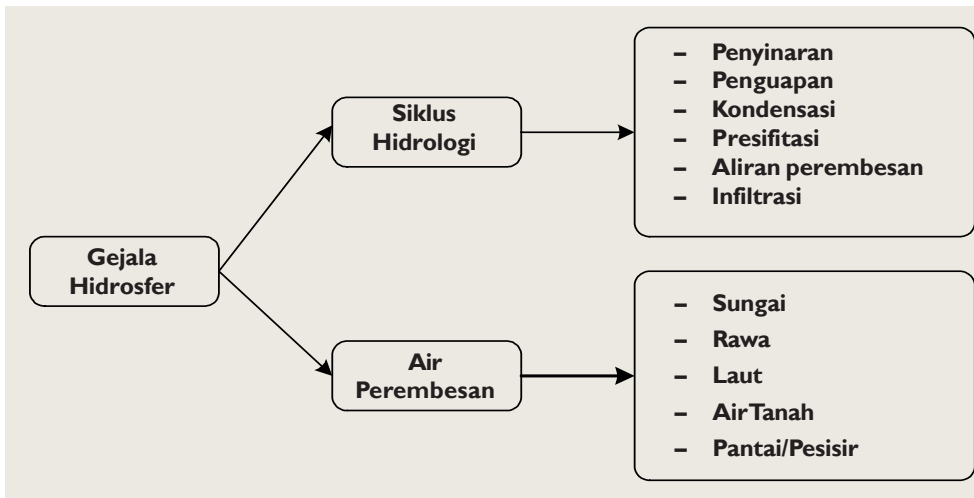 Gejala
Hidrosfer
Siklus
Hidrologi
– Penyinaran
– Penguapan
– Kondensasi
– Presifitasi
– Aliran perembesan
– Infiltrasi
Air
Perembesan
– Sungai
– Rawa
– Laut
– AirTanah
– Pantai/Pesisir